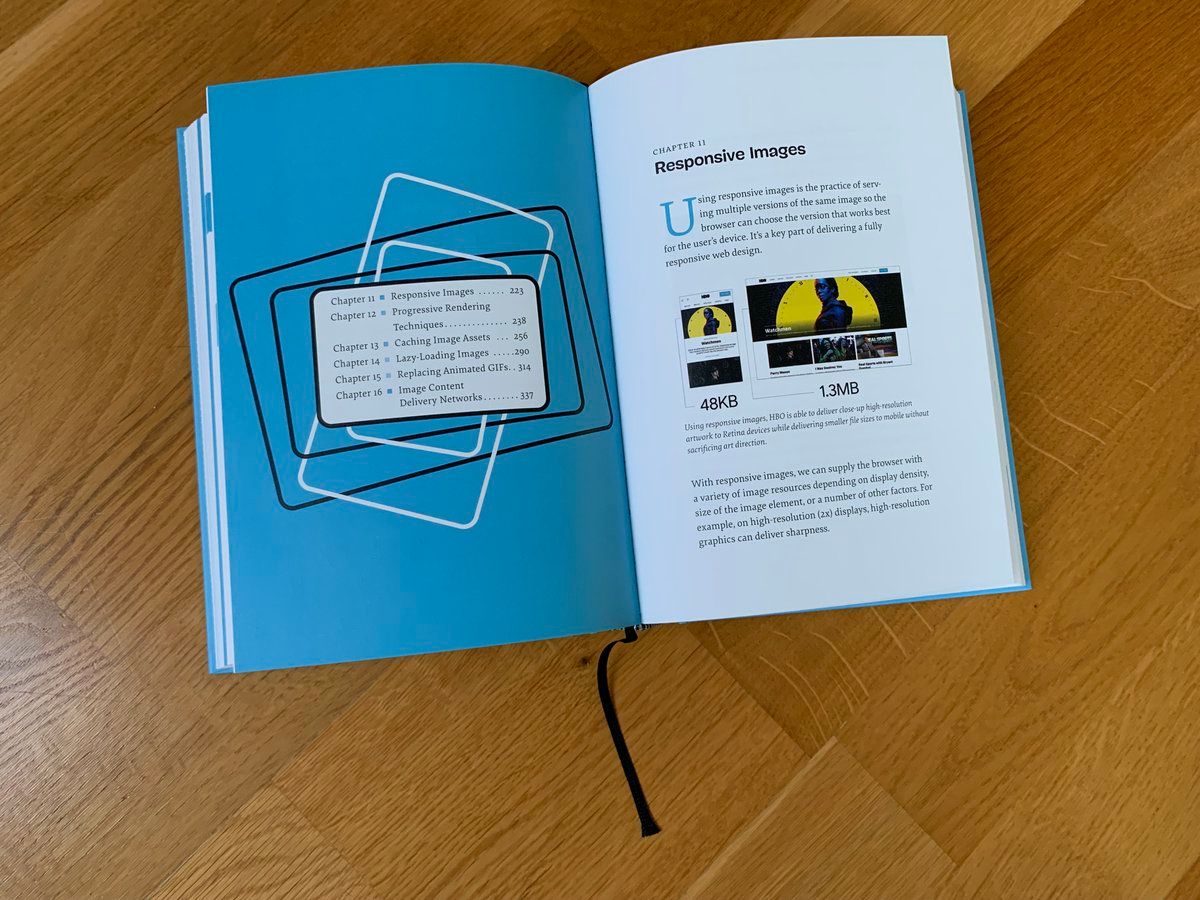 Chapter 11 ■ Responsive Images ...... 223
Chapter 12 ■ Progressive Rendering
Techniques.............. 238
Chapter 13 ■ Caching Image Assets ... 256
Chapter 14 ■ Lazy-Loading Images .....290
Chapter 15 ■ Replacing Animated GIFs.. 314
Chapter 16 ■ Image Content
Delivery Networks........ 337
CHAPTER 11
Responsive Images
Using responsive images is the practice of serv-
ing multiple versions of the same image so the
browser can choose the version that works best
for the user's device. It's a key part of delivering a fully
responsive web design.
HBO
Watchmen
HBO
Watchmen
Perry Mason
I May Destroy You
Real Sports with Bryant
Gumbel
48KB
1.3MB
Using responsive images, HBO is able to deliver close-up high-resolution
artwork to Retina devices while delivering smaller file sizes to mobile without
sacrificing art direction.
With responsive images, we can supply the browser with
a variety of image resources depending on display density,
size of the image element, or a number of other factors. For
example, on high-resolution (2x) displays, high-resolution
graphics can deliver sharpness.